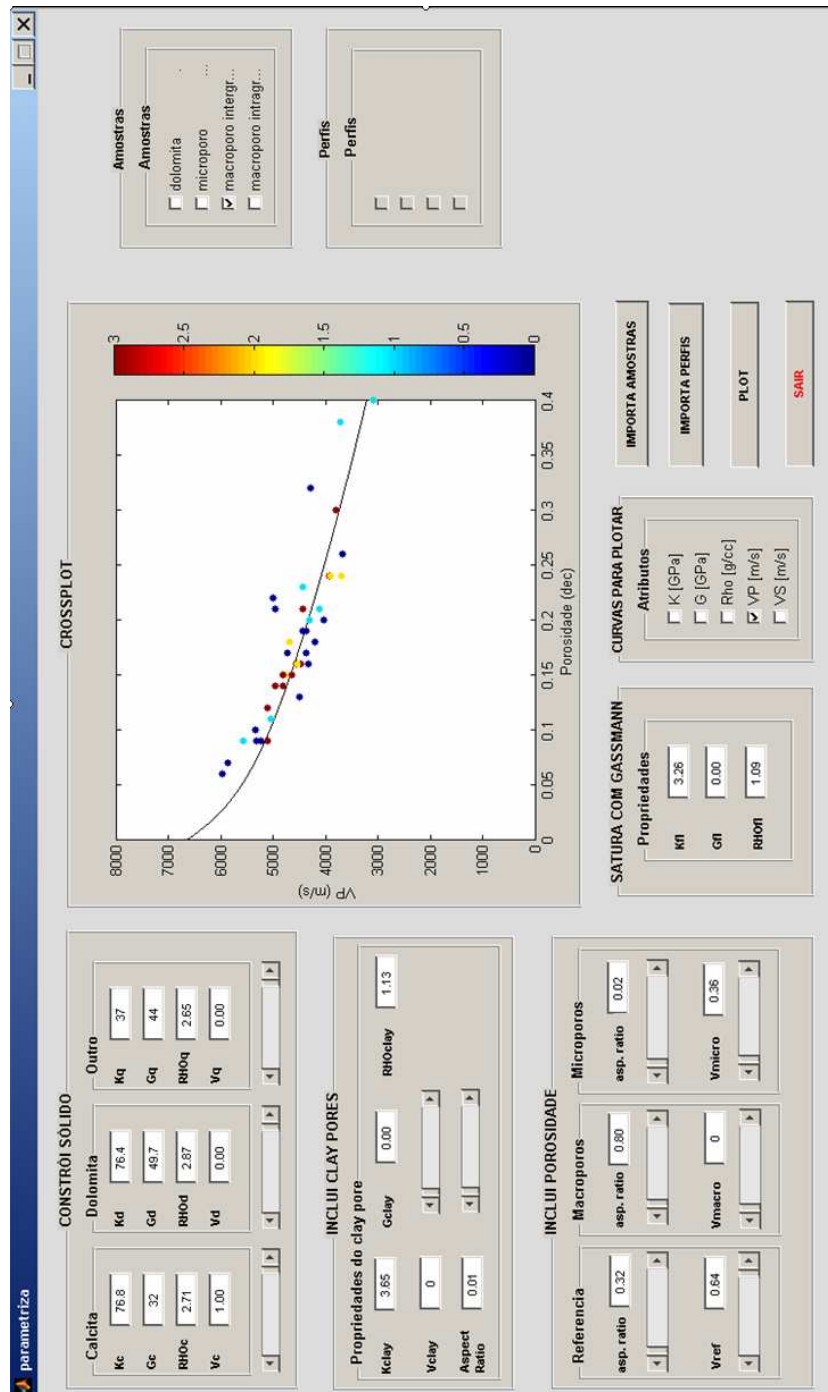 parametriza
CONSTRÓI SÓLIDO
Calcita
Kc 76.8
Gc 32
RHOc 2.71
Vc 1.00
Dolomita
Kd 76.4
Gd 49.7
RHOd 2.87
Vd 0.00
Outro
Kq 37
Gq 44
RHOq 2.65
Vq 0.00
INCLUI CLAY PORES
Propriedades do clay pore
Kclay 3.65
Gclay 0.00
RHOclay 1.13
Vclay 0
Aspect
Ratio 0.01
INCLUI POROSIDADE
Referencia
asp. ratio 0.32
Vref 0.64
Macroporos
asp. ratio 0.80
Vmacro 0
Microporos
asp. ratio 0.02
Vmicro 0.36
CROSSPLOT
8000
7000
6000
5000
4000
3000
2000
1000
0
VP (m/s)
0
0.05
0.1
0.15
0.2
0.25
0.3
0.35
0.4
Porosidade (dec)
3
2.5
2
1.5
1
0.5
0
SATURA COM GASSMANN
Propriedades
Kfl 3.26
Gfl 0.00
RHOfl 1.09
CURVAS PARA PLOTAR
Atributos
K [GPa]
G [GPa]
Rho [g/cc]
VP [m/s]
VS [m/s]
IMPORTA AMOSTRAS
IMPORTA PERFIS
PLOT
SAIR
Amostras
Amostras
dolomita .
microporo ...
macroporo intergr...
macroporo intragr...
Perfis
Perfis